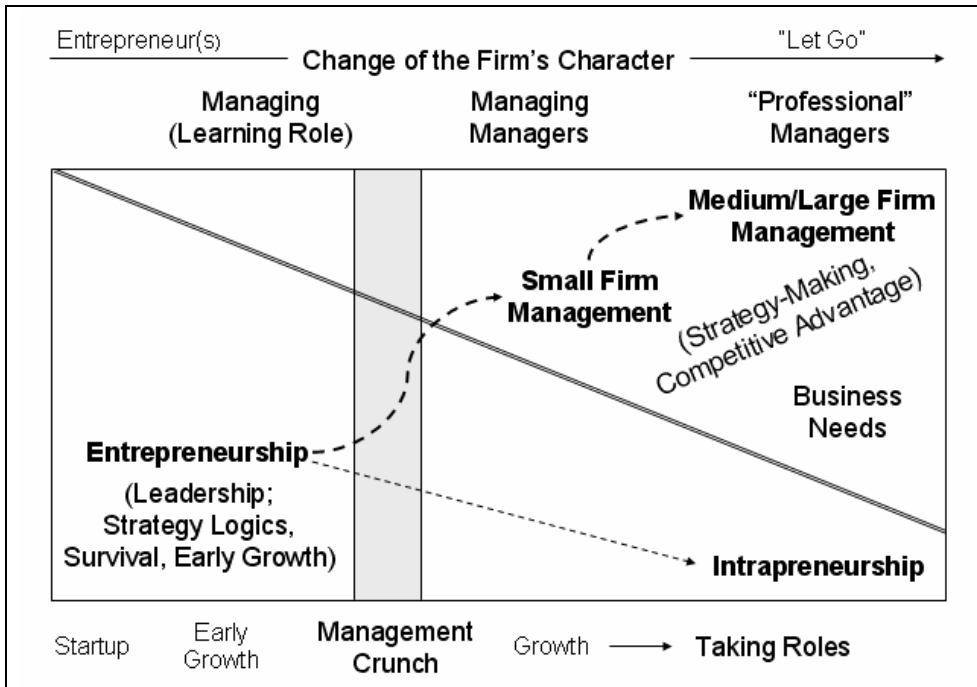 Entrepreneur(s)
Change of the Firm's Character
"Let Go"
Managing
(Learning Role)
Managing
Managers
“Professional”
Managers
Medium/Large Firm
Management
Small Firm
Management
(Strategy-Making,
Competitive Advantage)
Business
Needs
Entrepreneurship
(Leadership;
Strategy Logics,
Survival, Early Growth)
Intrapreneurship
Startup
Early
Growth
Management
Crunch
Growth
Taking Roles